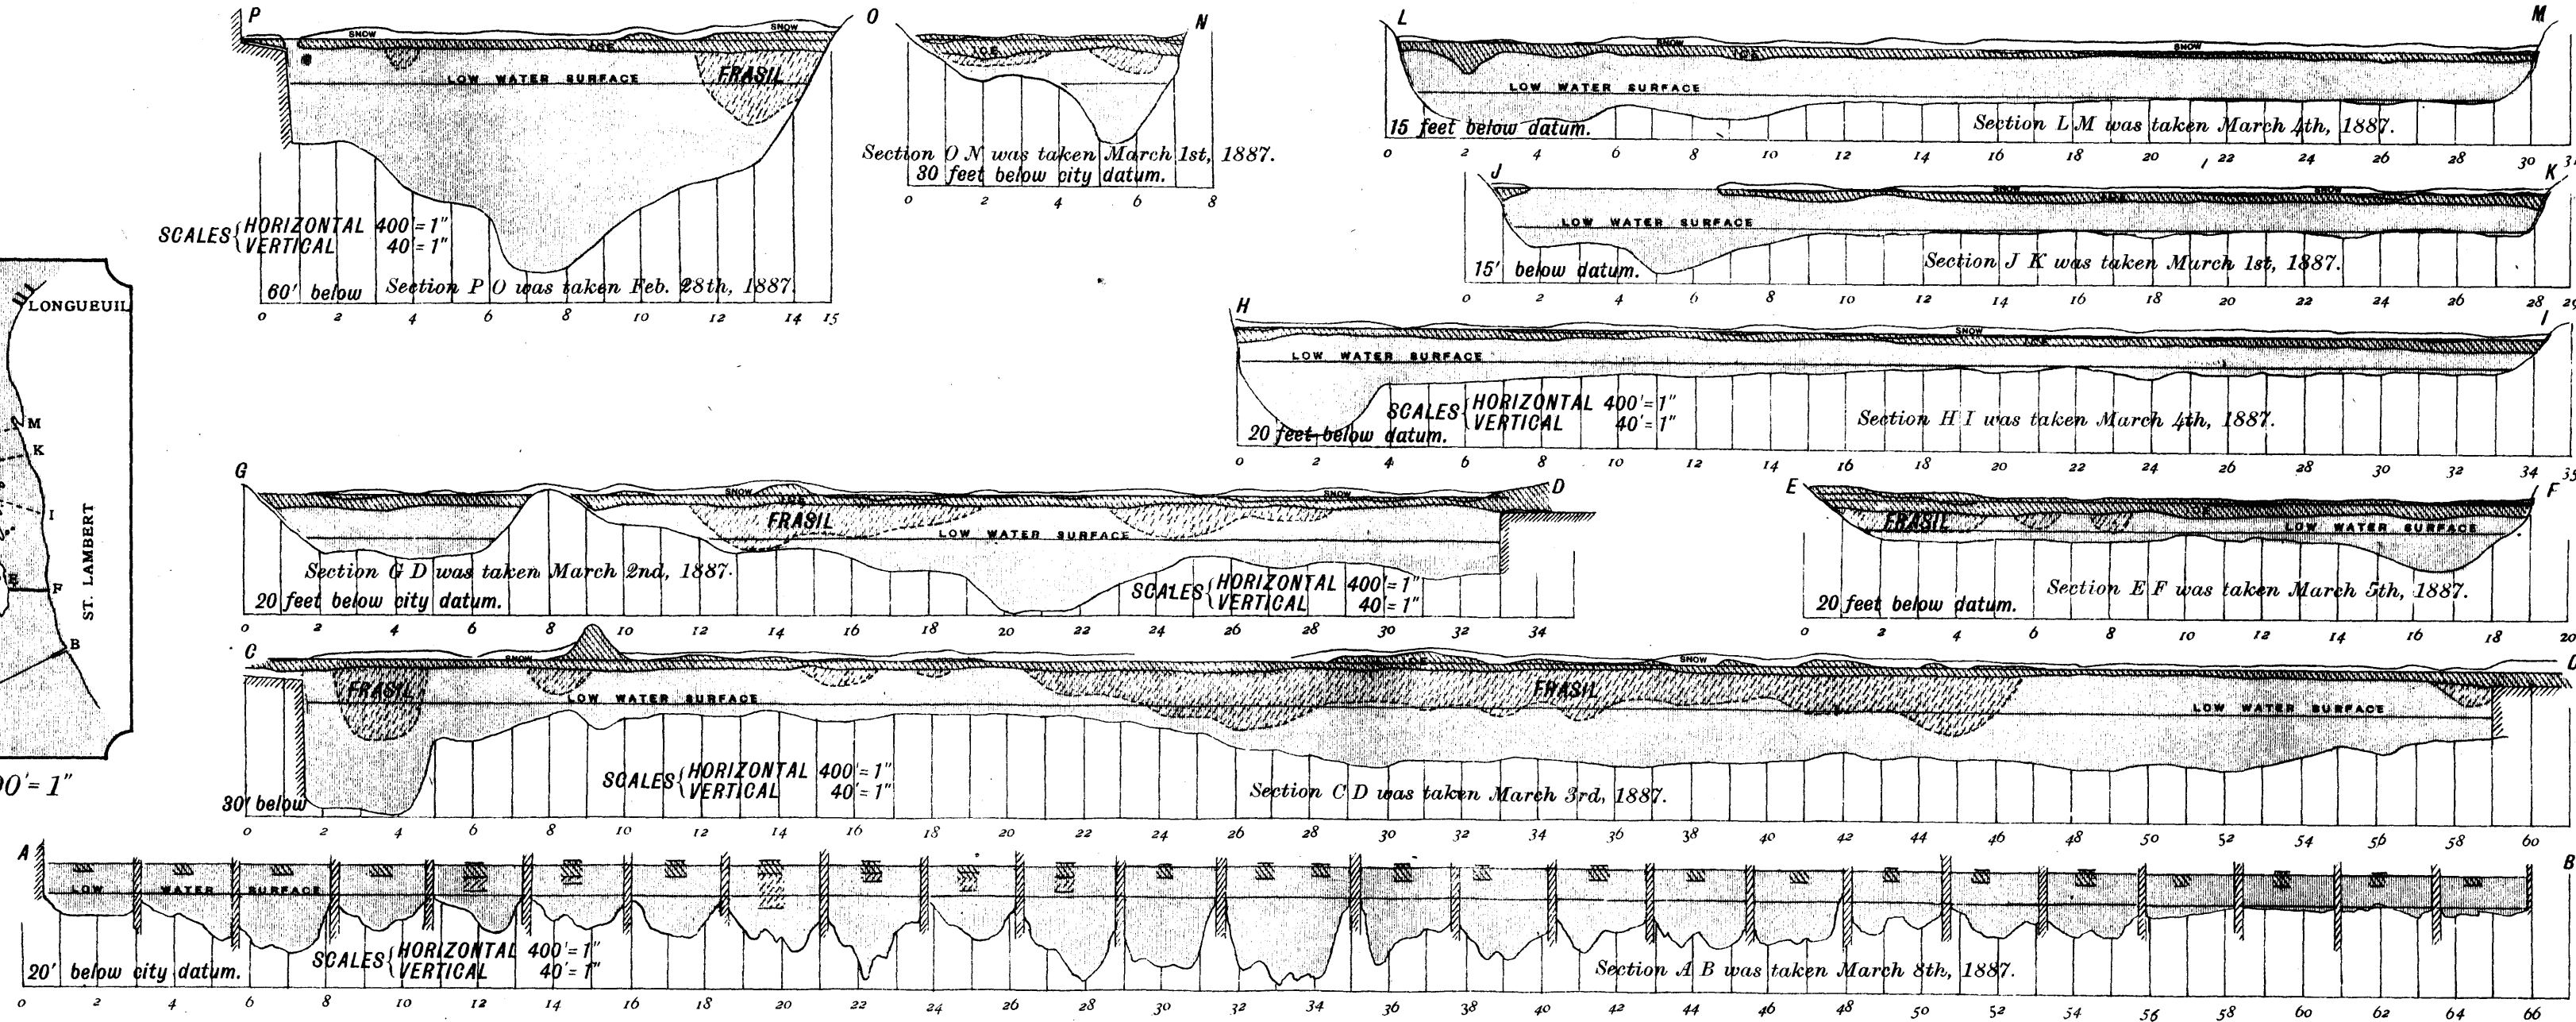 P
O
SNOW
SNOW
ICE
LOW WATER SURFACE
FRASIL
SCALES { HORIZONTAL 400'= 1"
VERTICAL 40'= 1"
60' below
Section P O was taken Feb. 28th, 1887.
0 2 4 6 8 10 12 14 15
N
ICE
Section O N was taken March 1st, 1887.
30 feet below city datum.
0 2 4 6 8
L
M
SNOW
SNOW
ICE
LOW WATER SURFACE
15 feet below datum.
Section L M was taken March 4th, 1887.
0 2 4 6 8 10 12 14 16 18 20 22 24 26 28 30
J
K
SNOW
SNOW
ICE
LOW WATER SURFACE
15' below datum.
Section J K was taken March 1st, 1887.
0 2 4 6 8 10 12 14 16 18 20 22 24 26 28 29
H
I
SNOW
ICE
LOW WATER SURFACE
SCALES { HORIZONTAL 400'= 1"
VERTICAL 40'= 1"
20 feet below datum.
Section H I was taken March 4th, 1887.
0 2 4 6 8 10 12 14 16 18 20 22 24 26 28 30 32 34 35
LONGUEUIL
M
K
I
ST. LAMBERT
E
F
B
00'= 1"
G
D
SNOW
ICE
SNOW
FRASIL
LOW WATER SURFACE
Section G D was taken March 2nd, 1887.
20 feet below city datum.
SCALES { HORIZONTAL 400'= 1"
VERTICAL 40'= 1"
0 2 4 6 8 10 12 14 16 18 20 22 24 26 28 30 32 34
E
F
ICE
FRASIL
LOW WATER SURFACE
Section E F was taken March 5th, 1887.
20 feet below datum.
0 2 4 6 8 10 12 14 16 18 20
C
SNOW
ICE
SNOW
FRASIL
FRASIL
LOW WATER SURFACE
LOW WATER SURFACE
SCALES { HORIZONTAL 400'= 1"
VERTICAL 40'= 1"
30' below
Section C D was taken March 3rd, 1887.
0 2 4 6 8 10 12 14 16 18 20 22 24 26 28 30 32 34 36 38 40 42 44 46 48 50 52 54 56 58 60
A
B
LOW WATER SURFACE
SCALES { HORIZONTAL 400'= 1"
VERTICAL 40'= 1"
20' below city datum.
Section A B was taken March 8th, 1887.
0 2 4 6 8 10 12 14 16 18 20 22 24 26 28 30 32 34 36 38 40 42 44 46 48 50 52 54 56 58 60 62 64 66